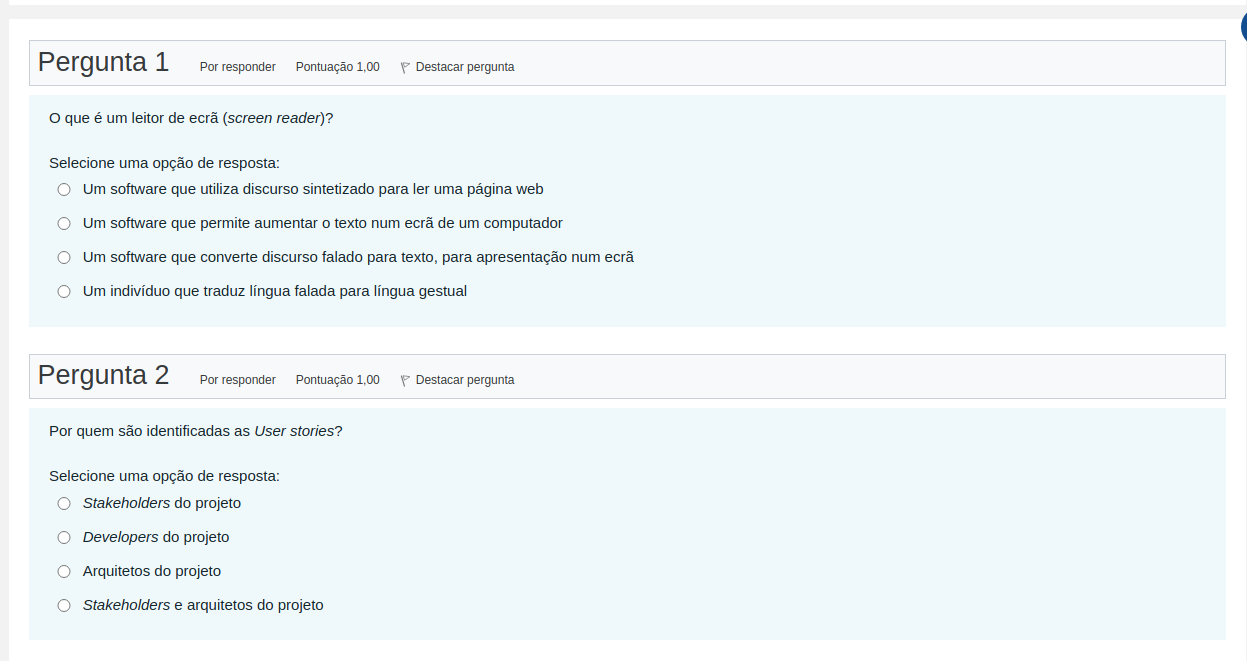 Pergunta 1 Por responder Pontuação 1,00 Destacar pergunta
O que é um leitor de ecrã (screen reader)?
Selecione uma opção de resposta:
Um software que utiliza discurso sintetizado para ler uma página web
Um software que permite aumentar o texto num ecrã de um computador
Um software que converte discurso falado para texto, para apresentação num ecrã
Um indivíduo que traduz língua falada para língua gestual
Pergunta 2 Por responder Pontuação 1,00 Destacar pergunta
Por quem são identificadas as User stories?
Selecione uma opção de resposta:
Stakeholders do projeto
Developers do projeto
Arquitetos do projeto
Stakeholders e arquitetos do projeto